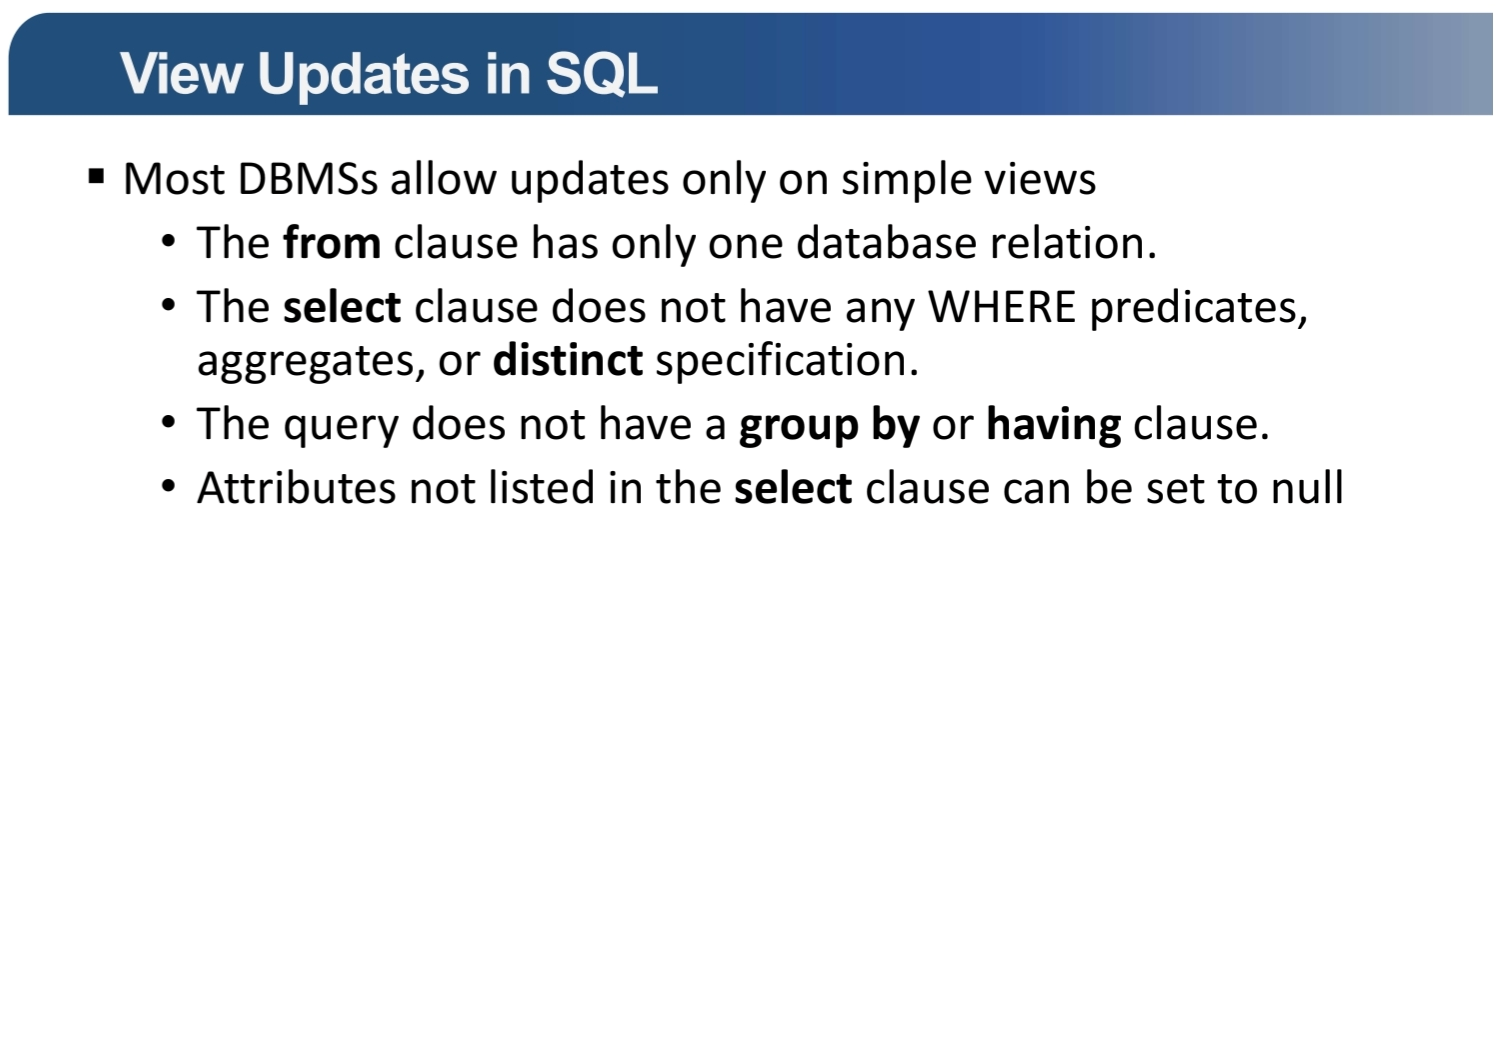 View Updates in SQL
▪ Most DBMSs allow updates only on simple views
• The from clause has only one database relation.
• The select clause does not have any WHERE predicates,
aggregates, or distinct specification.
• The query does not have a group by or having clause.
• Attributes not listed in the select clause can be set to null